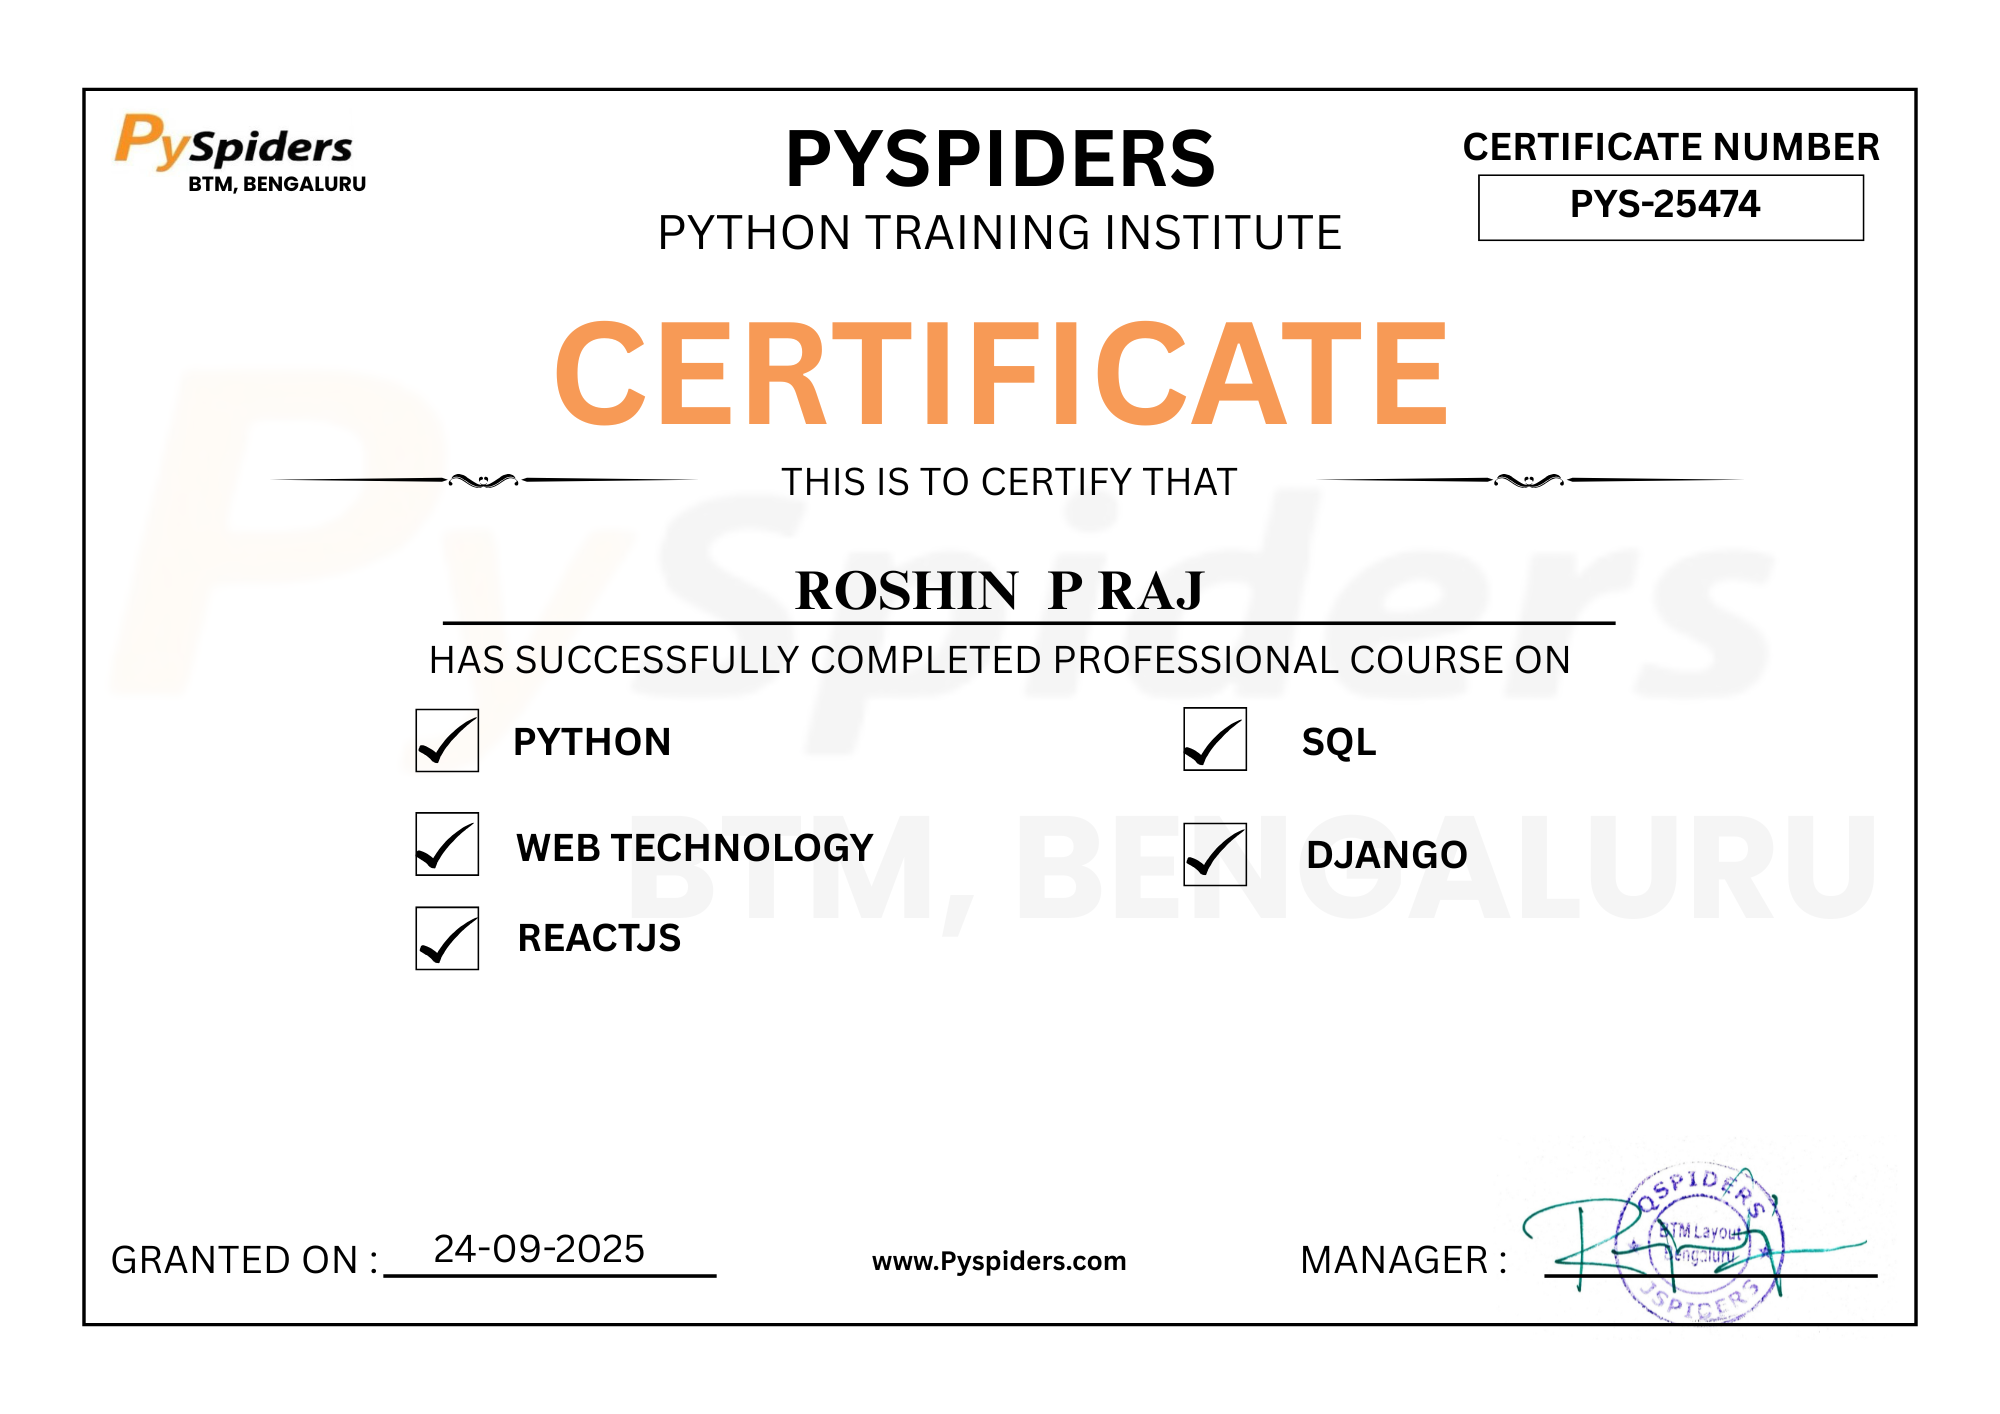 PySpiders
BTM, BENGALURU
PYSPIDERS
PYTHON TRAINING INSTITUTE
CERTIFICATE NUMBER
PYS-25474
CERTIFICATE
THIS IS TO CERTIFY THAT
ROSHIN P RAJ
HAS SUCCESSFULLY COMPLETED PROFESSIONAL COURSE ON
PYTHON
SQL
WEB TECHNOLOGY
DJANGO
REACTJS
PySpiders
BTM, BENGALURU
GRANTED ON : 24-09-2025
www.Pyspiders.com
MANAGER :
QSPIDERS
BTM Layout
Bengaluru
JSPIDERS